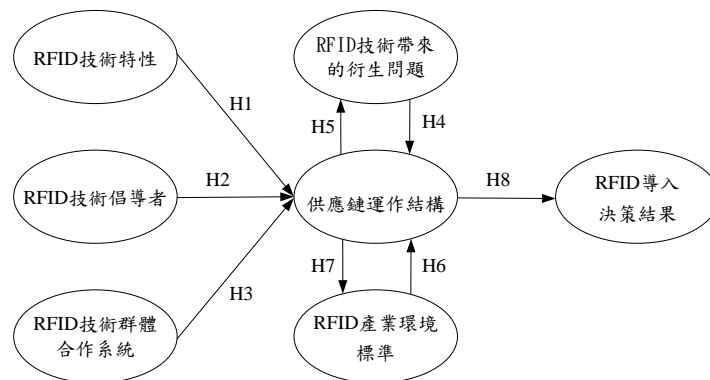 RFID技術特性
RFID技術帶來
的衍生問題
H1
H5
H4
RFID技術倡導者
H2
供應鏈運作結構
H8
RFID導入
決策結果
H3
H7
H6
RFID技術群體
合作系統
RFID產業環境
標準